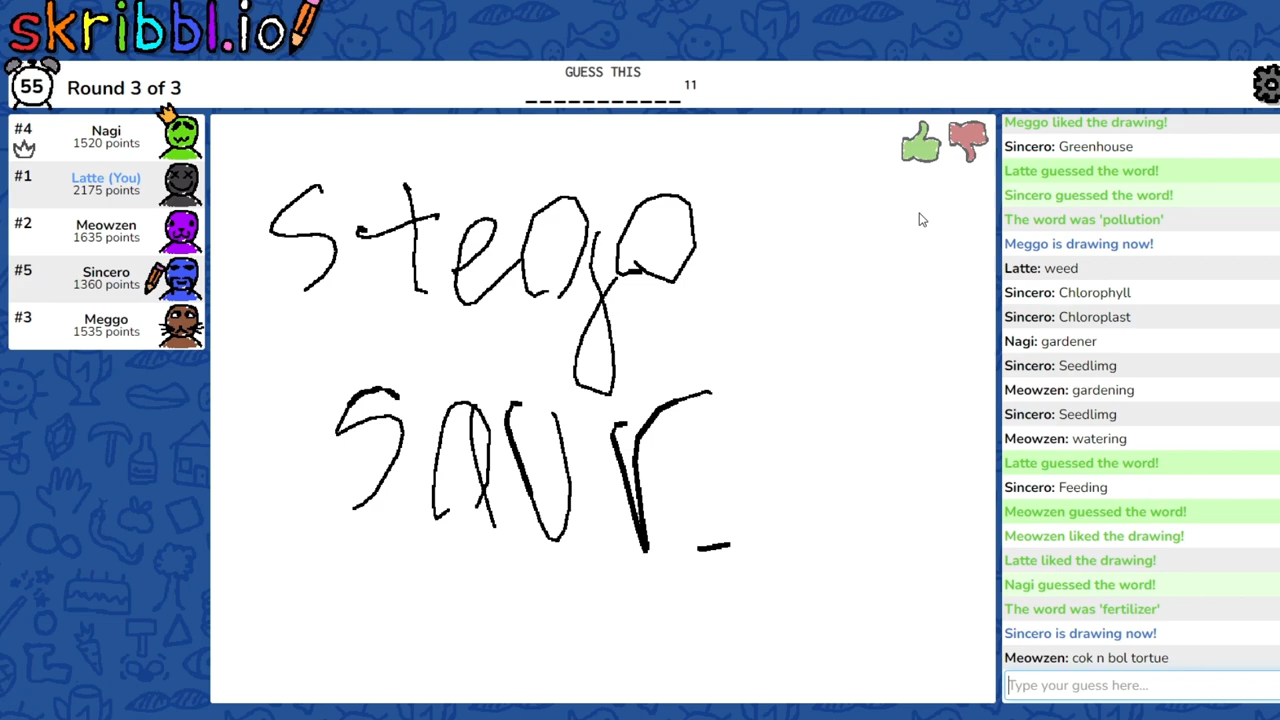 skribbl.io
55
Round 3 of 3
GUESS THIS
___________ 11
#4 Nagi
1520 points
#1 Latte (You)
2175 points
#2 Meowzen
1635 points
#5 Sincero
1360 points
#3 Meggo
1535 points
Steago
saur_
Meggo liked the drawing!
Sincero: Greenhouse
Latte guessed the word!
Sincero guessed the word!
The word was 'pollution'
Meggo is drawing now!
Latte: weed
Sincero: Chlorophyll
Sincero: Chloroplast
Nagi: gardener
Sincero: Seedlimg
Meowzen: gardening
Sincero: Seedlimg
Meowzen: watering
Latte guessed the word!
Sincero: Feeding
Meowzen guessed the word!
Meowzen liked the drawing!
Latte liked the drawing!
Nagi guessed the word!
The word was 'fertilizer'
Sincero is drawing now!
Meowzen: cok n bol tortue
Type your guess here...